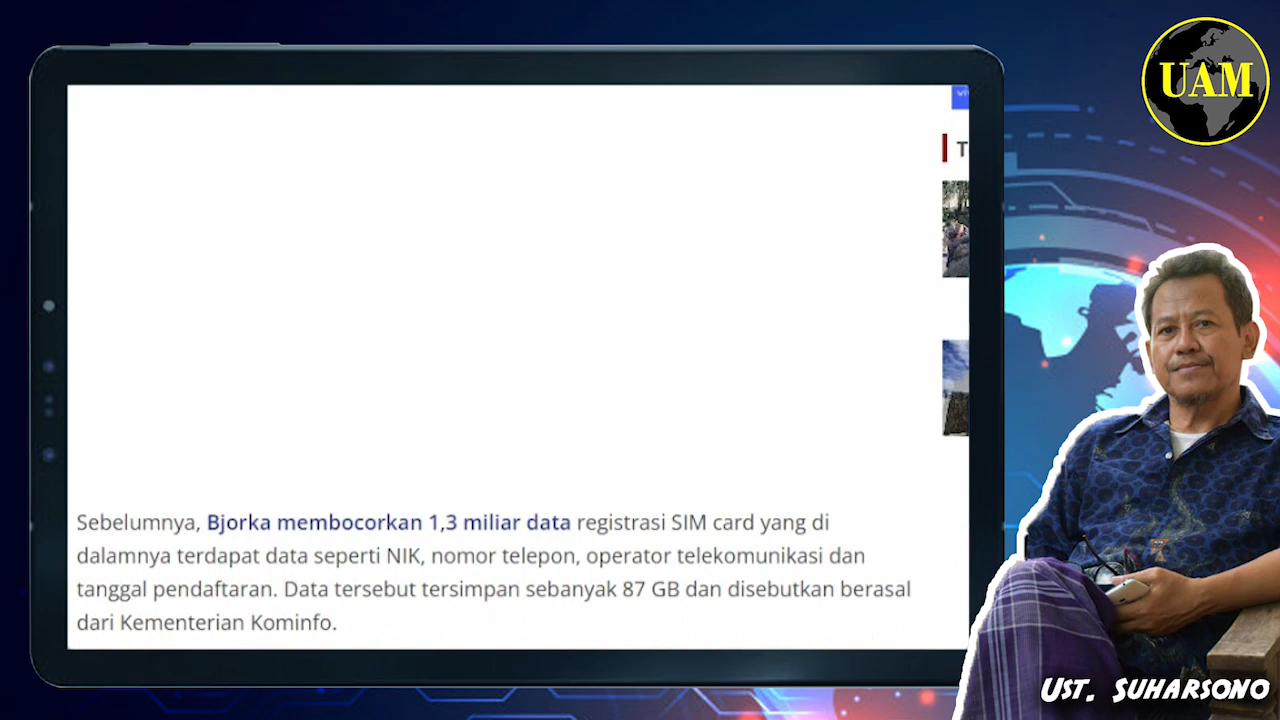 UAM
T
Sebelumnya, Bjorka membocorkan 1,3 miliar data registrasi SIM card yang di
dalamnya terdapat data seperti NIK, nomor telepon, operator telekomunikasi dan
tanggal pendaftaran. Data tersebut tersimpan sebanyak 87 GB dan disebutkan berasal
dari Kementerian Kominfo.
Ust. Suharsono